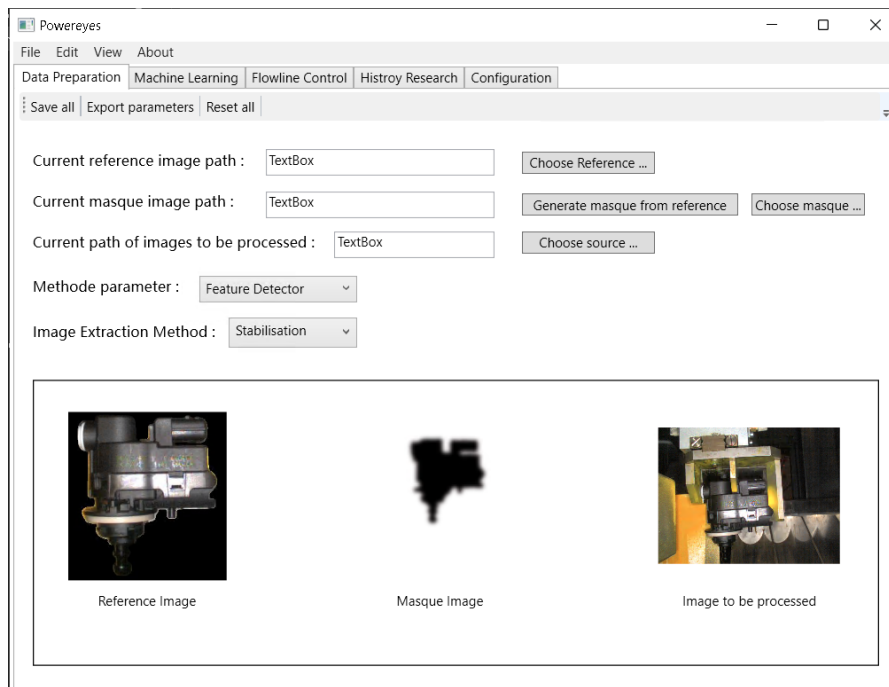 Powereyes
File Edit View About
Data Preparation Machine Learning Flowline Control Histroy Research Configuration
Save all Export parameters Reset all
Current reference image path : TextBox Choose Reference ...
Current masque image path : TextBox Generate masque from reference Choose masque ...
Current path of images to be processed : TextBox Choose source ...
Methode parameter : Feature Detector
Image Extraction Method : Stabilisation
Reference Image Masque Image Image to be processed